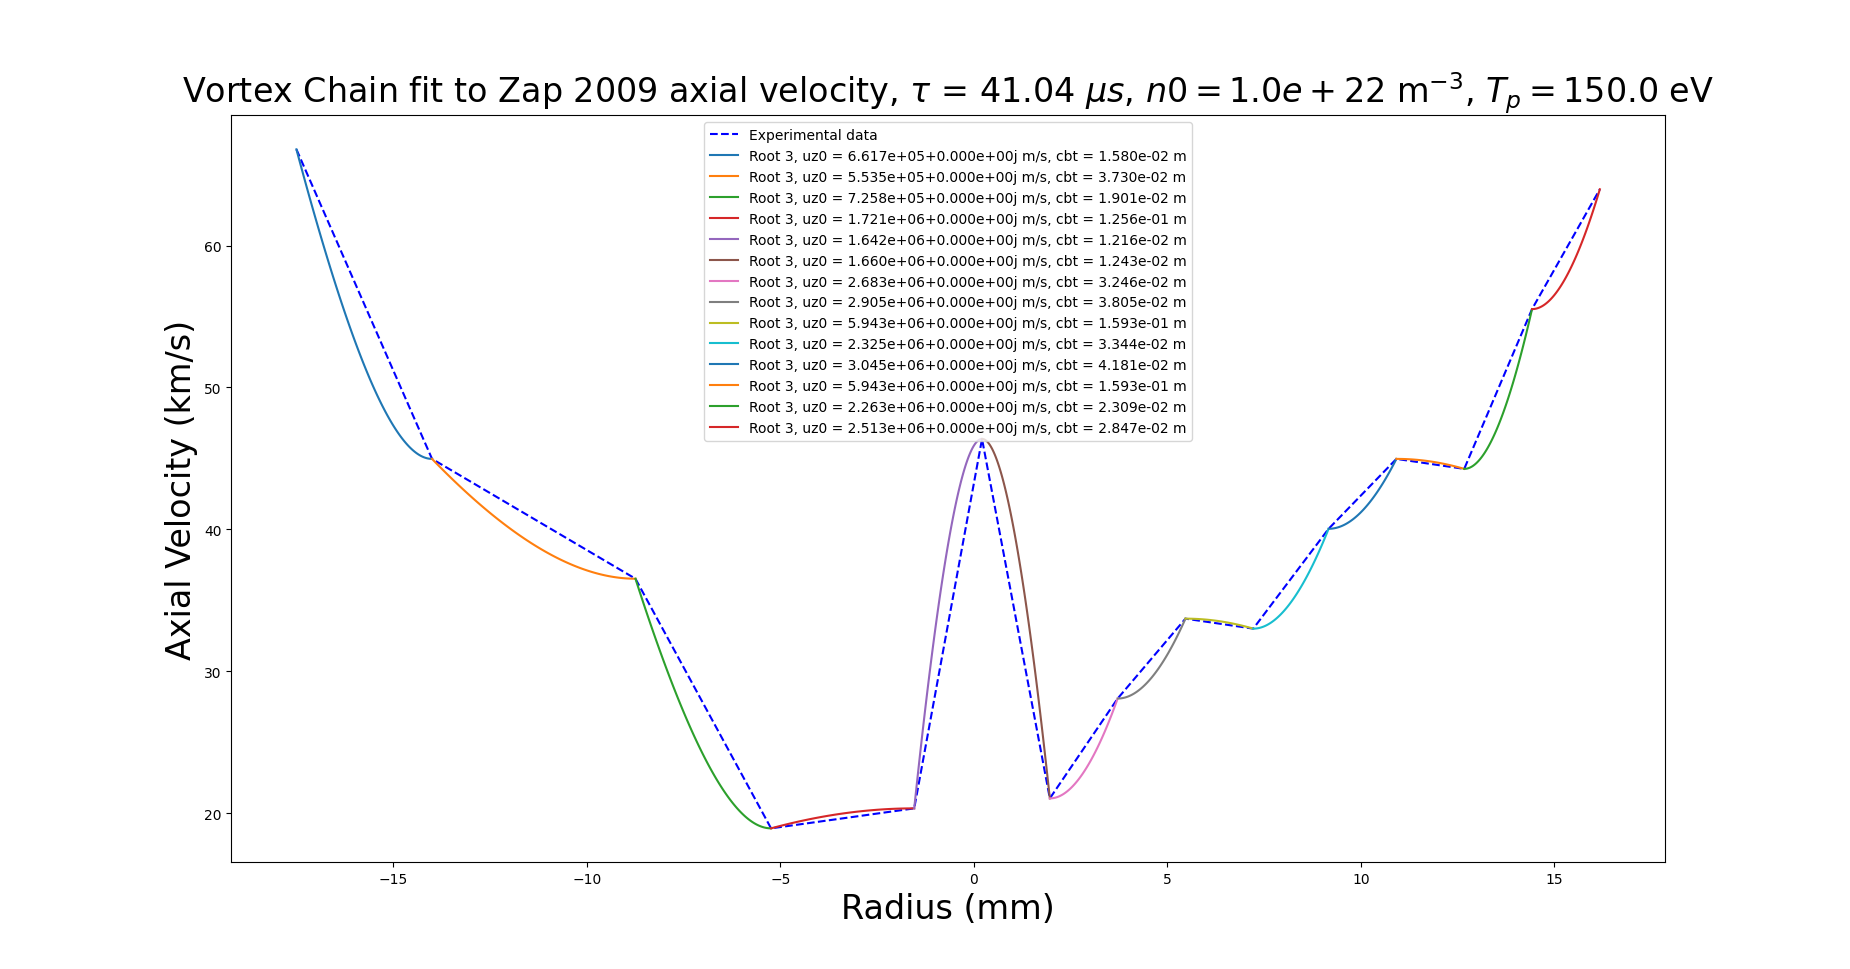 Vortex Chain fit to Zap 2009 axial velocity, τ = 41.04 μs, n0 = 1.0e + 22 m⁻³, Tₚ = 150.0 eV
Experimental data
Root 3, uz0 = 6.617e+05+0.000e+00j m/s, cbt = 1.580e-02 m
Root 3, uz0 = 5.535e+05+0.000e+00j m/s, cbt = 3.730e-02 m
Root 3, uz0 = 7.258e+05+0.000e+00j m/s, cbt = 1.901e-02 m
Root 3, uz0 = 1.721e+06+0.000e+00j m/s, cbt = 1.256e-01 m
Root 3, uz0 = 1.642e+06+0.000e+00j m/s, cbt = 1.216e-02 m
Root 3, uz0 = 1.660e+06+0.000e+00j m/s, cbt = 1.243e-02 m
Root 3, uz0 = 2.683e+06+0.000e+00j m/s, cbt = 3.246e-02 m
Root 3, uz0 = 2.905e+06+0.000e+00j m/s, cbt = 3.805e-02 m
Root 3, uz0 = 5.943e+06+0.000e+00j m/s, cbt = 1.593e-01 m
Root 3, uz0 = 2.325e+06+0.000e+00j m/s, cbt = 3.344e-02 m
Root 3, uz0 = 3.045e+06+0.000e+00j m/s, cbt = 4.181e-02 m
Root 3, uz0 = 5.943e+06+0.000e+00j m/s, cbt = 1.593e-01 m
Root 3, uz0 = 2.263e+06+0.000e+00j m/s, cbt = 2.309e-02 m
Root 3, uz0 = 2.513e+06+0.000e+00j m/s, cbt = 2.847e-02 m
Axial Velocity (km/s)
60
50
40
30
20
−15 −10 −5 0 5 10 15
Radius (mm)